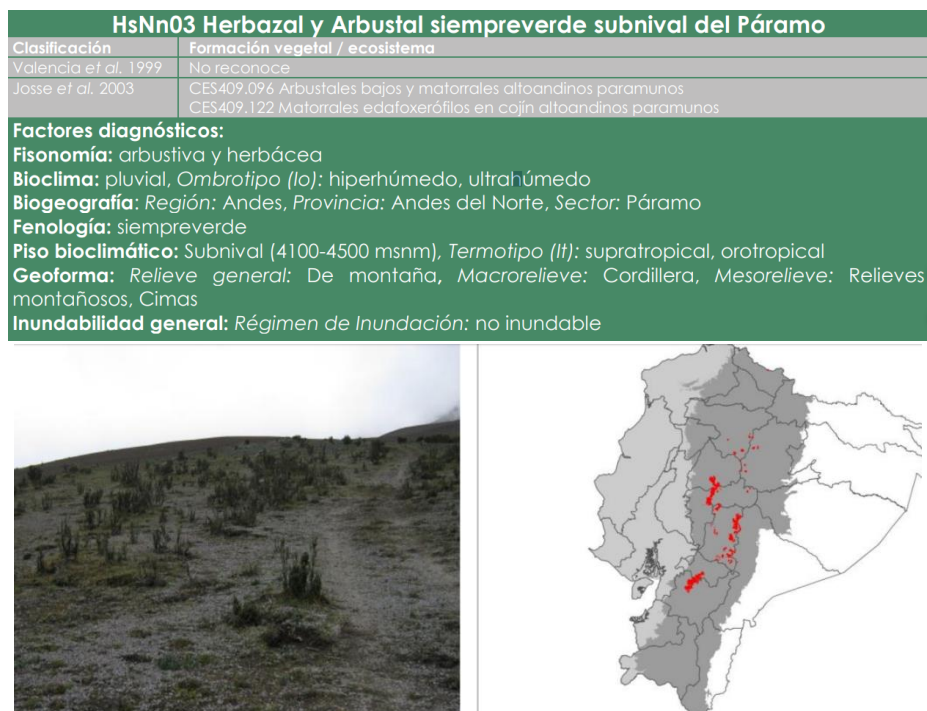 HsNn03 Herbazal y Arbustal siempreverde subnival del Páramo
Clasificación Formación vegetal / ecosistema
Valencia et al. 1999 No reconoce
Josse et al. 2003 CES409.096 Arbustales bajos y matorrales altoandinos paramunos
CES409.122 Matorrales edafoxerófilos en cojín altoandinos paramunos
Factores diagnósticos:
Fisonomía: arbustiva y herbácea
Bioclima: pluvial, Ombrotipo (Io): hiperhúmedo, ultrahúmedo
Biogeografía: Región: Andes, Provincia: Andes del Norte, Sector: Páramo
Fenología: siempreverde
Piso bioclimático: Subnival (4100-4500 msnm), Termotipo (It): supratropical, orotropical
Geoforma: Relieve general: De montaña, Macrorelieve: Cordillera, Mesorelieve: Relieves
montañosos, Cimas
Inundabilidad general: Régimen de Inundación: no inundable